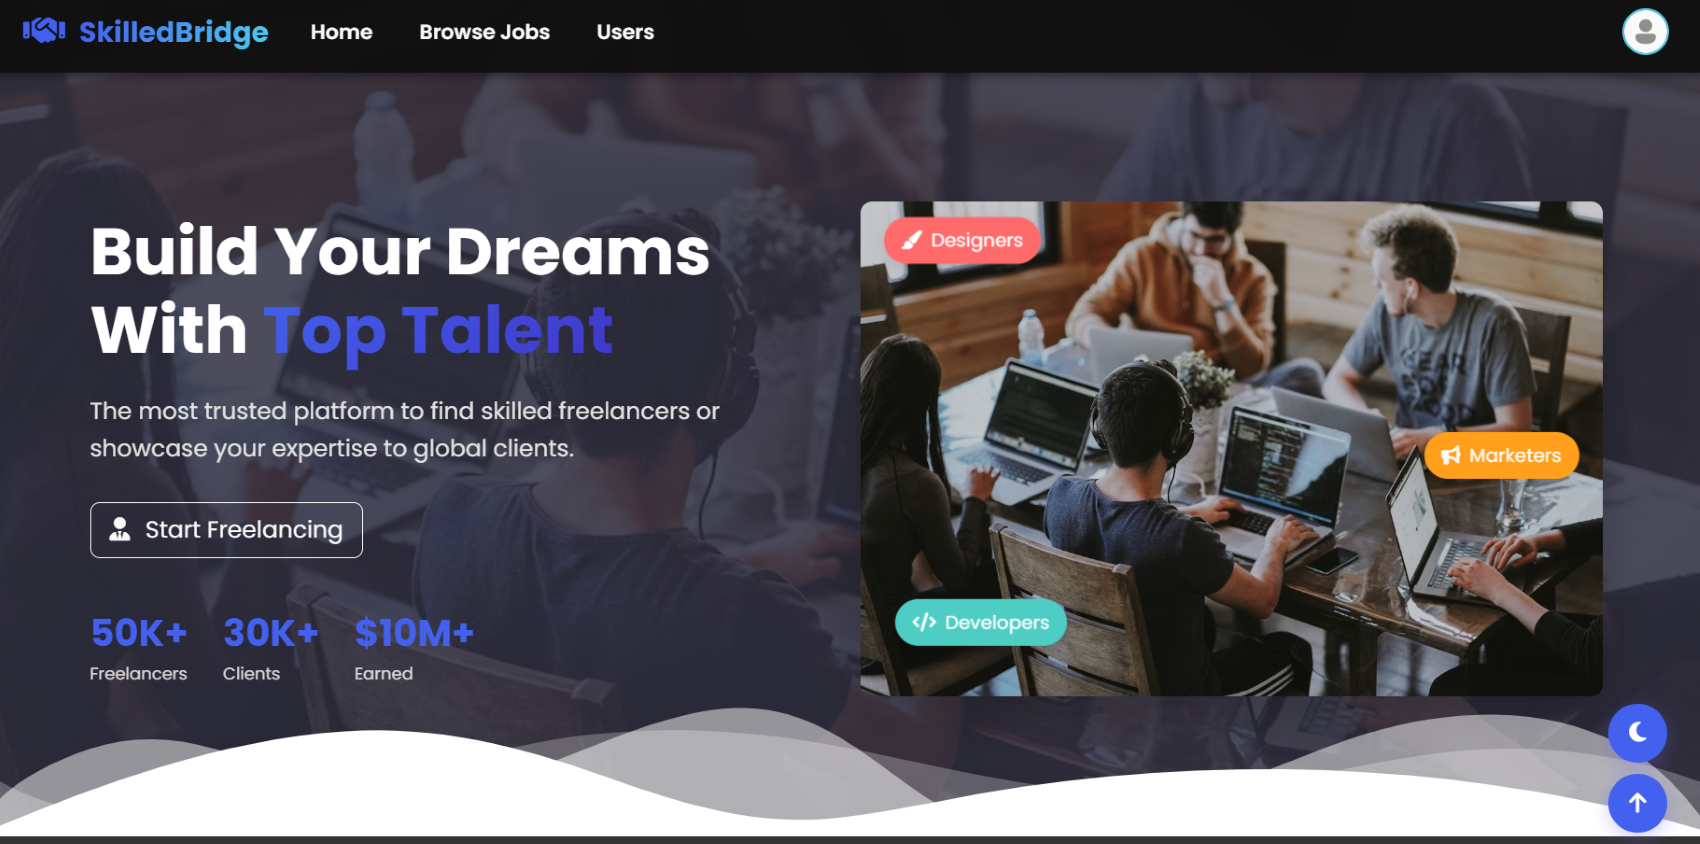 SkilledBridge
Home
Browse Jobs
Users
Build Your Dreams
With Top Talent
The most trusted platform to find skilled freelancers or
showcase your expertise to global clients.
Start Freelancing
50K+
Freelancers
30K+
Clients
$10M+
Earned
Designers
Marketers
Developers